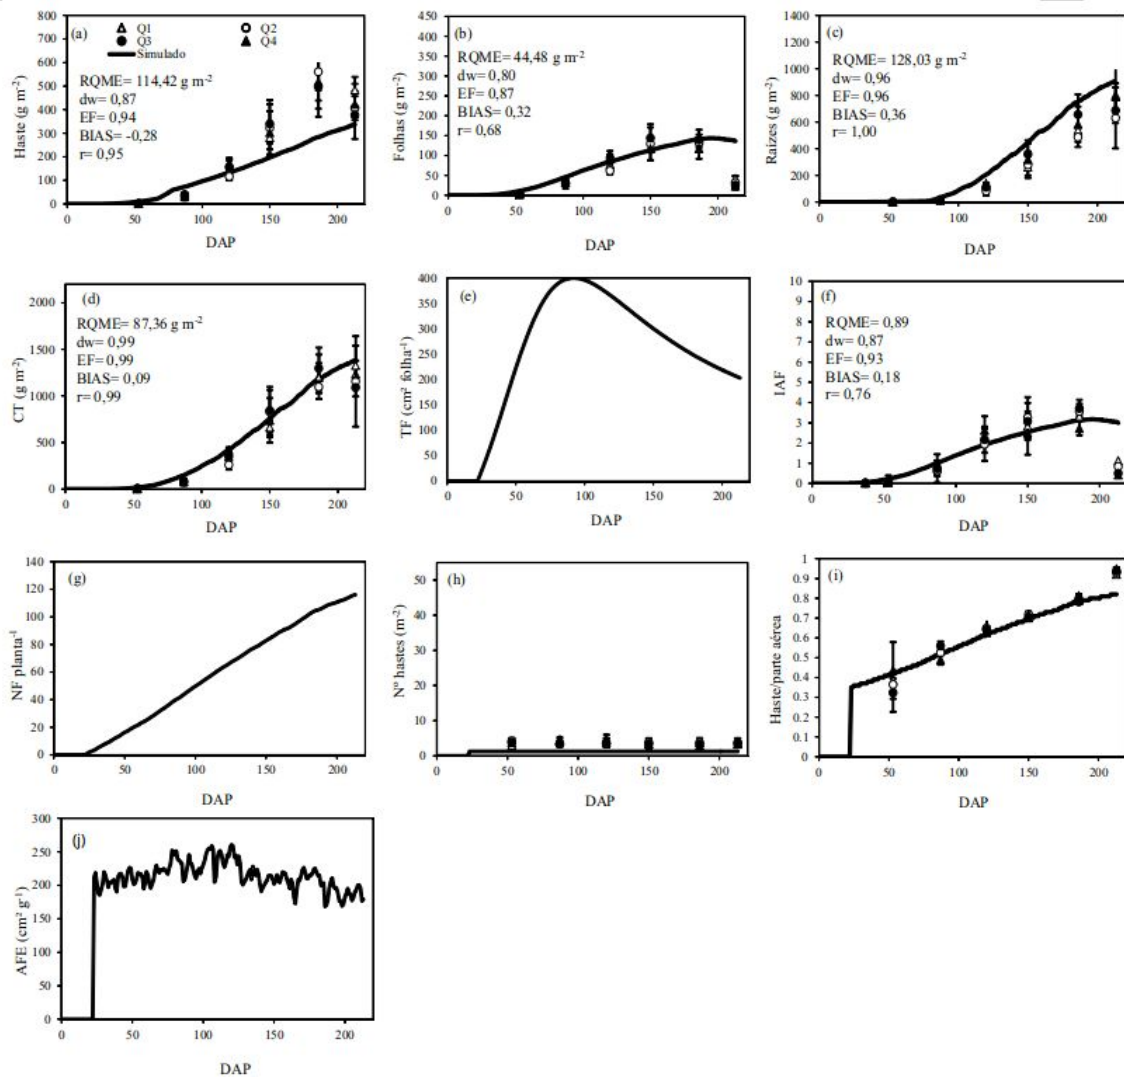 (a)
Q1
Q2
Q3
Q4
Simulado
RQME= 114,42 g m-2
dw= 0,87
EF= 0,94
BIAS= -0,28
r= 0,95
Haste (g m-2)
800
700
600
500
400
300
200
100
0
0 50 100 150 200
DAP
(b)
RQME= 44,48 g m-2
dw= 0,80
EF= 0,87
BIAS= 0,32
r= 0,68
Folhas (g m-2)
450
400
350
300
250
200
150
100
50
0
0 50 100 150 200
DAP
(c)
RQME= 128,03 g m-2
dw= 0,96
EF= 0,96
BIAS= 0,36
r= 1,00
Raízes (g m-2)
1400
1200
1000
800
600
400
200
0
0 50 100 150 200
DAP
(d)
RQME= 87,36 g m-2
dw= 0,99
EF= 0,99
BIAS= 0,09
r= 0,99
CT (g m-2)
2000
1500
1000
500
0
0 50 100 150 200
DAP
(e)
TF (cm² folha-1)
400
350
300
250
200
150
100
50
0
0 50 100 150 200
DAP
(f)
RQME= 0,89
dw= 0,87
EF= 0,93
BIAS= 0,18
r= 0,76
IAF
10
9
8
7
6
5
4
3
2
1
0
0 50 100 150 200
DAP
(g)
NF planta-1
140
120
100
80
60
40
20
0
0 50 100 150 200
DAP
(h)
Nº hastes (m-2)
50
40
30
20
10
0
0 50 100 150 200
DAP
(i)
Haste/parte aérea
1
0.9
0.8
0.7
0.6
0.5
0.4
0.3
0.2
0.1
0
0 50 100 150 200
DAP
(j)
AFE (cm² g-1)
300
250
200
150
100
50
0
0 50 100 150 200
DAP